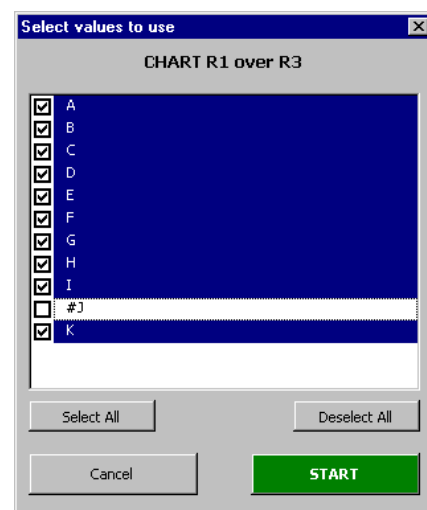 Select values to use
CHART R1 over R3
A
B
C
D
E
F
G
H
I
#J
K
Select All
Deselect All
Cancel
START